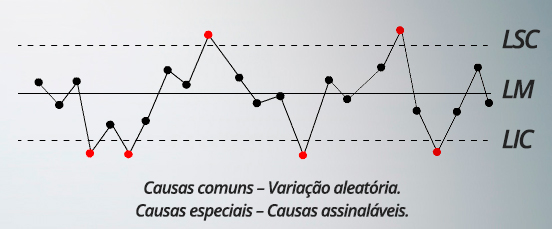 LSC
LM
LIC
Causas comuns – Variação aleatória.
Causas especiais – Causas assinaláveis.